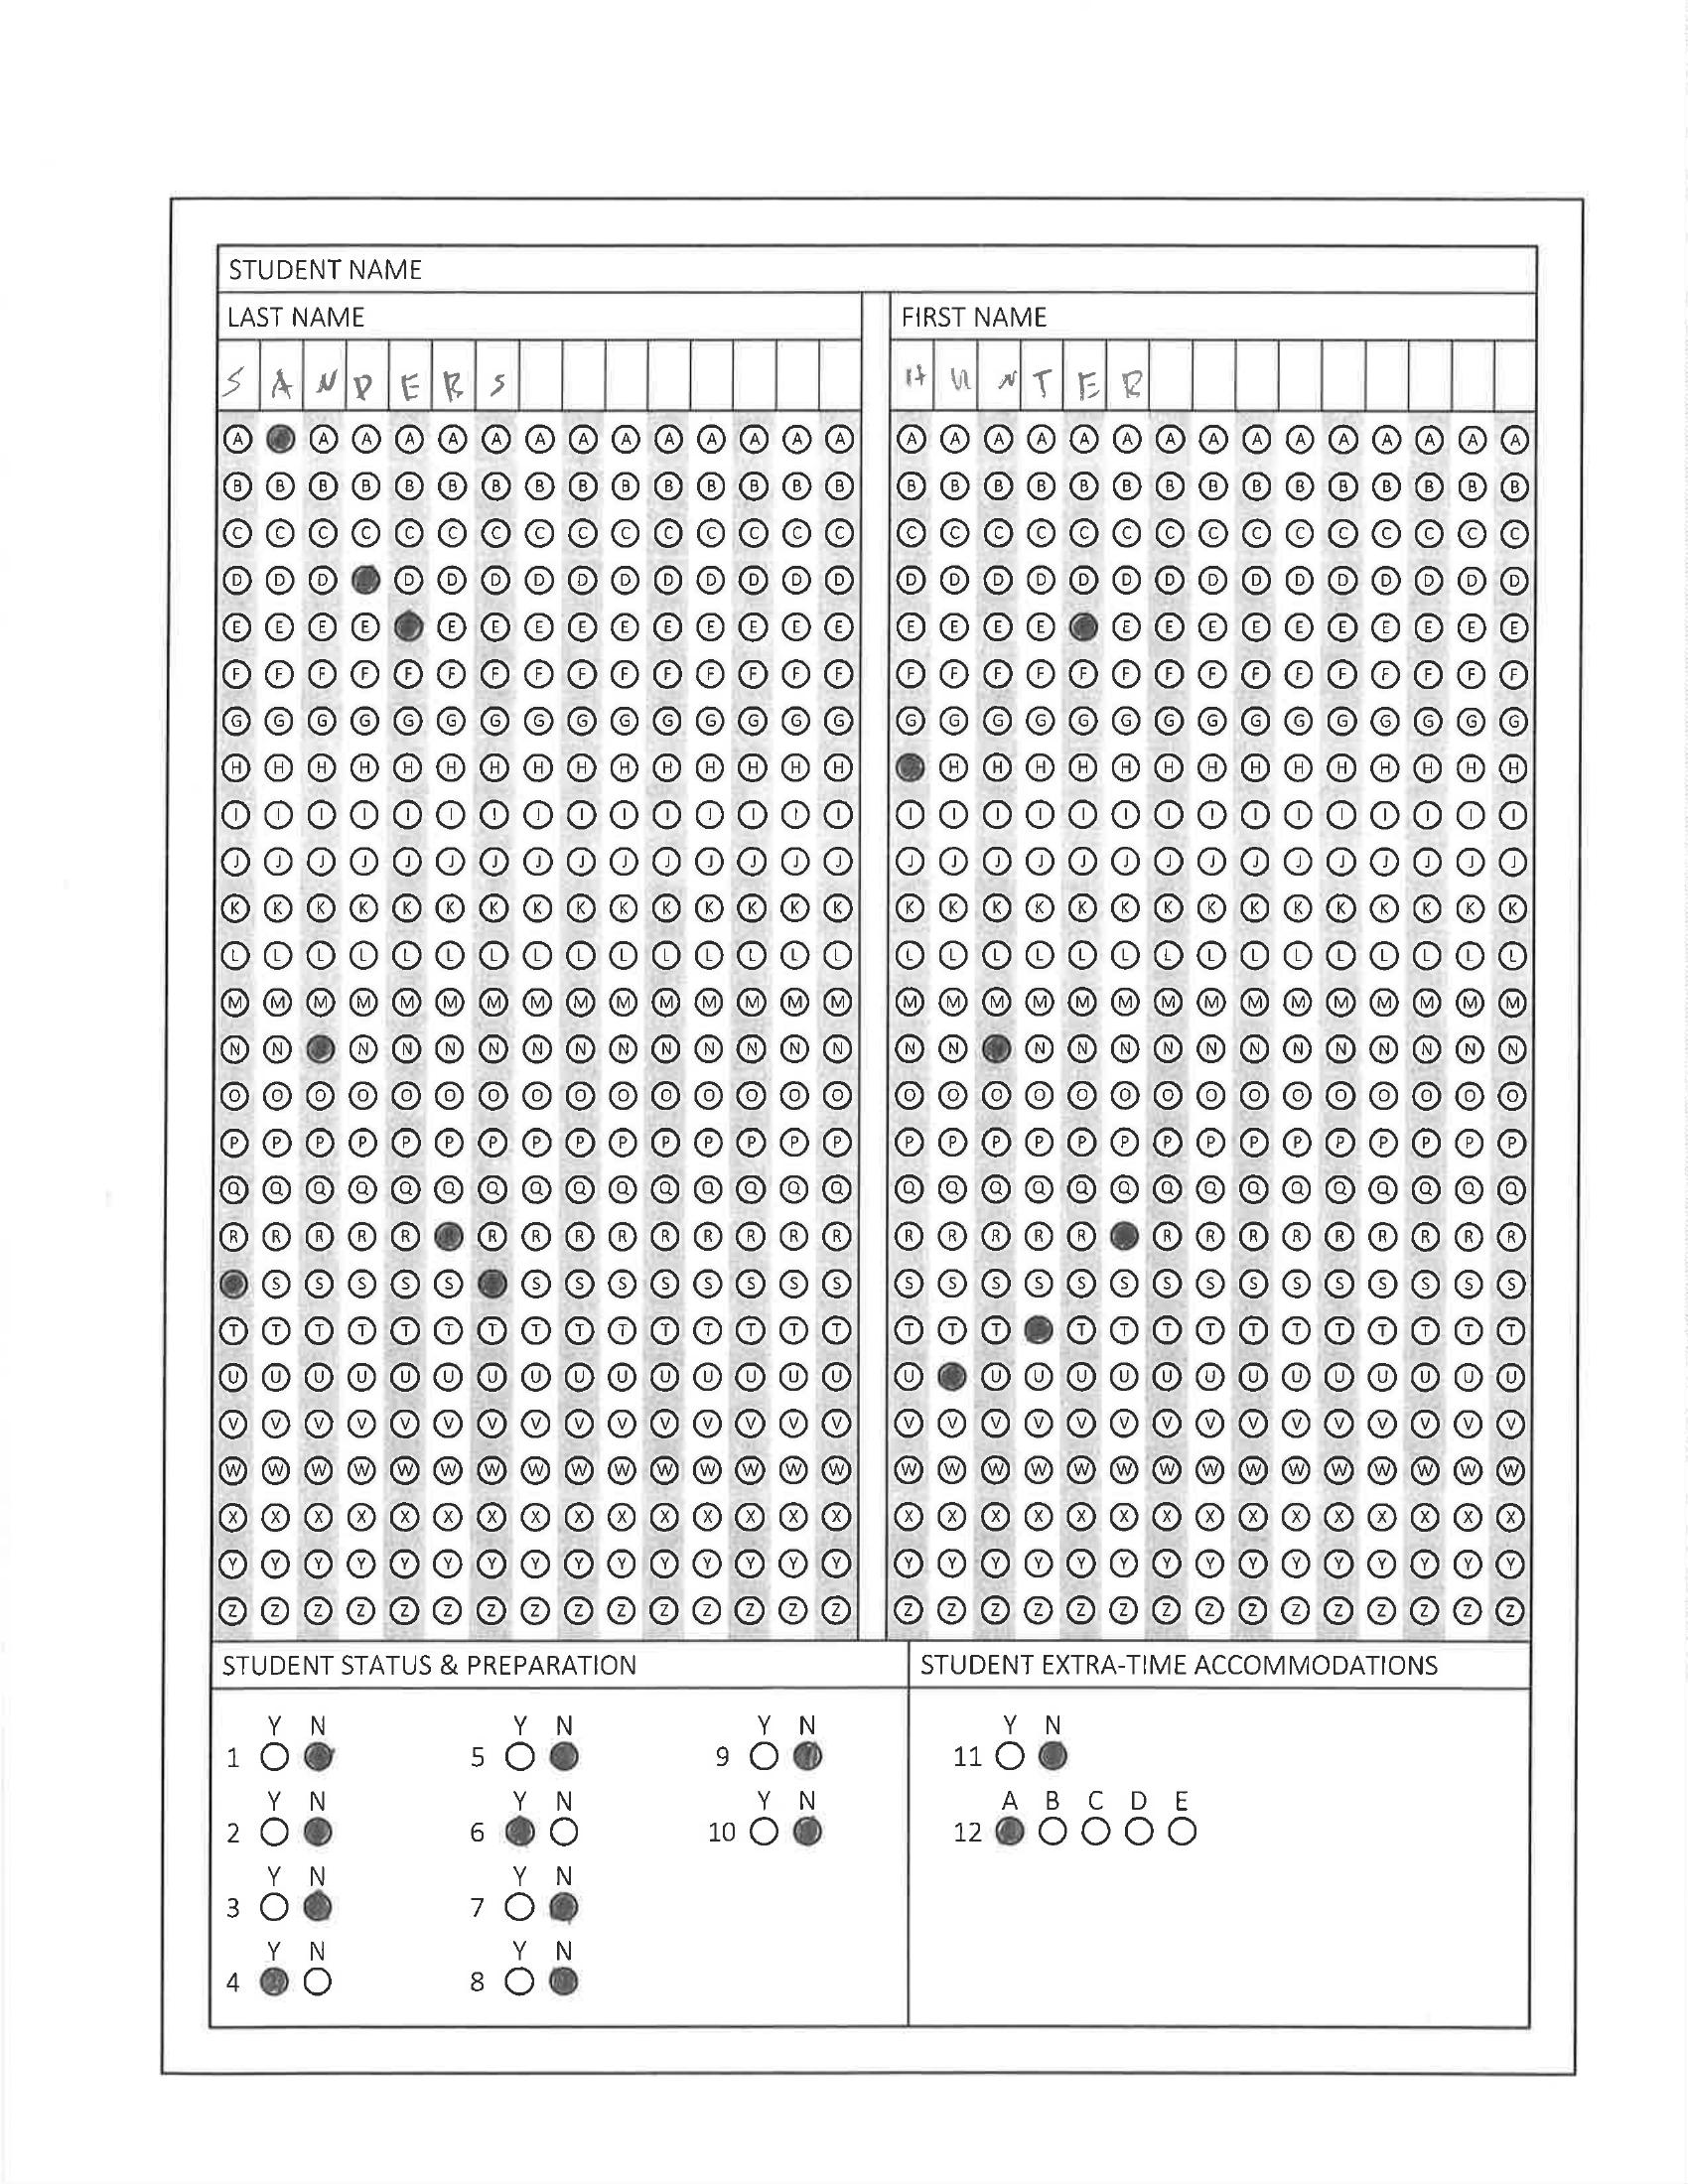 STUDENT NAME
LAST NAME FIRST NAME
S A N D E R S H U N T E R
A A A A A A A A A A A A A A A A A A A A A A A A A A A A A
B B B B B B B B B B B B B B B B B B B B B B B B B B B B B B
C C C C C C C C C C C C C C C C C C C C C C C C C C C C C C
D D D D D D D D D D D D D D D D D D D D D D D D D D D D D
E E E E E E E E E E E E E E E E E E E E E E E E E E E E
F F F F F F F F F F F F F F F F F F F F F F F F F F F F F F
G G G G G G G G G G G G G G G G G G G G G G G G G G G G G G
H H H H H H H H H H H H H H H H H H H H H H H H H H H H H
I I I I I I I I I I I I I I I I I I I I I I I I I I I I I I
J J J J J J J J J J J J J J J J J J J J J J J J J J J J J J
K K K K K K K K K K K K K K K K K K K K K K K K K K K K K K
L L L L L L L L L L L L L L L L L L L L L L L L L L L L L L
M M M M M M M M M M M M M M M M M M M M M M M M M M M M M M
N N N N N N N N N N N N N N N N N N N N N N N N N N N N
O O O O O O O O O O O O O O O O O O O O O O O O O O O O O O
P P P P P P P P P P P P P P P P P P P P P P P P P P P P P P
Q Q Q Q Q Q Q Q Q Q Q Q Q Q Q Q Q Q Q Q Q Q Q Q Q Q Q Q Q Q
R R R R R R R R R R R R R R R R R R R R R R R R R R R R
S S S S S S S S S S S S S S S S S S S S S S S S S S S S
T T T T T T T T T T T T T T T T T T T T T T T T T T T T T
U U U U U U U U U U U U U U U U U U U U U U U U U U U U U
V V V V V V V V V V V V V V V V V V V V V V V V V V V V V V
W W W W W W W W W W W W W W W W W W W W W W W W W W W W W W
X X X X X X X X X X X X X X X X X X X X X X X X X X X X X X
Y Y Y Y Y Y Y Y Y Y Y Y Y Y Y Y Y Y Y Y Y Y Y Y Y Y Y Y Y Y
Z Z Z Z Z Z Z Z Z Z Z Z Z Z Z Z Z Z Z Z Z Z Z Z Z Z Z Z Z Z
STUDENT STATUS & PREPARATION STUDENT EXTRA-TIME ACCOMMODATIONS
Y N Y N Y N Y N
1 5 9 11
Y N Y N Y N A B C D E
2 6 10 12
Y N Y N
3 7
Y N Y N
4 8